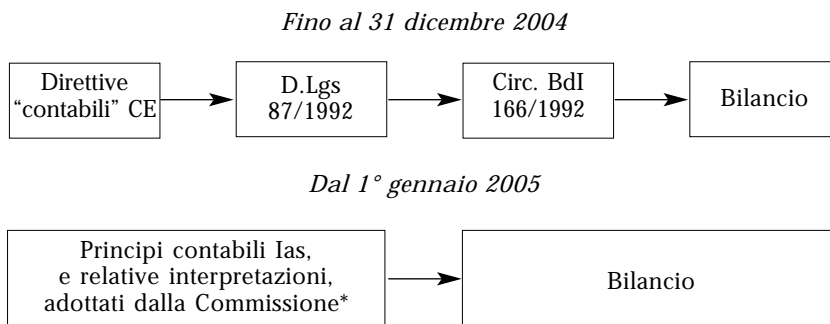 Fino al 31 dicembre 2004
Direttive
“contabili” CE
D.Lgs
87/1992
Circ. BdI
166/1992
Bilancio
Dal 1° gennaio 2005
Principi contabili Ias,
e relative interpretazioni,
adottati dalla Commissione*
Bilancio